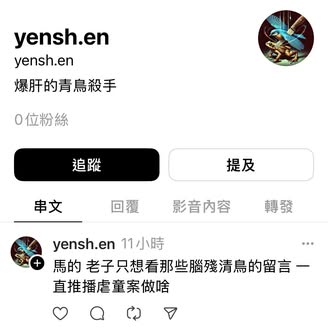 yensh.en
yensh.en
爆肝的青鳥殺手
0位粉絲
追蹤
提及
串文
回覆
影音內容
轉發
yensh.en 11小時
馬的 老子只想看那些腦殘清鳥的留言 一
直推播虐童案做啥